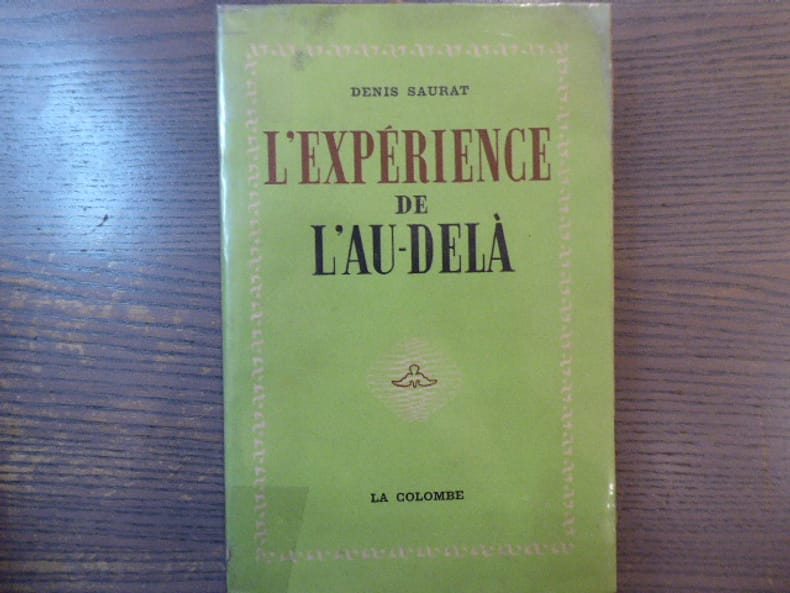 DENIS SAURAT
L'EXPÉRIENCE
DE
L'AU-DELÀ
LA COLOMBE